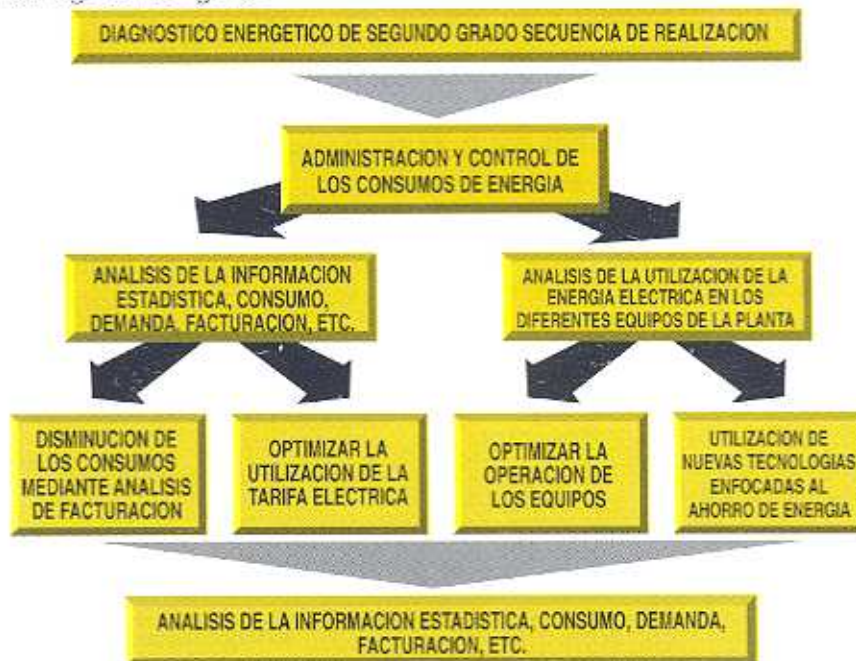 DIAGNOSTICO ENERGETICO DE SEGUNDO GRADO SECUENCIA DE REALIZACION
ADMINISTRACION Y CONTROL DE
LOS CONSUMOS DE ENERGIA
ANALISIS DE LA INFORMACION
ESTADISTICA, CONSUMO,
DEMANDA, FACTURACION, ETC.
ANALISIS DE LA UTILIZACION DE LA
ENERGIA ELECTRICA EN LOS
DIFERENTES EQUIPOS DE LA PLANTA
DISMINUCION DE
LOS CONSUMOS
MEDIANTE ANALISIS
DE FACTURACION
OPTIMIZAR LA
UTILIZACION DE LA
TARIFA ELECTRICA
OPTIMIZAR LA
OPERACION DE
LOS EQUIPOS
UTILIZACION DE
NUEVAS TECNOLOGIAS
ENFOCADAS AL
AHORRO DE ENERGIA
ANALISIS DE LA INFORMACION ESTADISTICA, CONSUMO, DEMANDA,
FACTURACION, ETC.